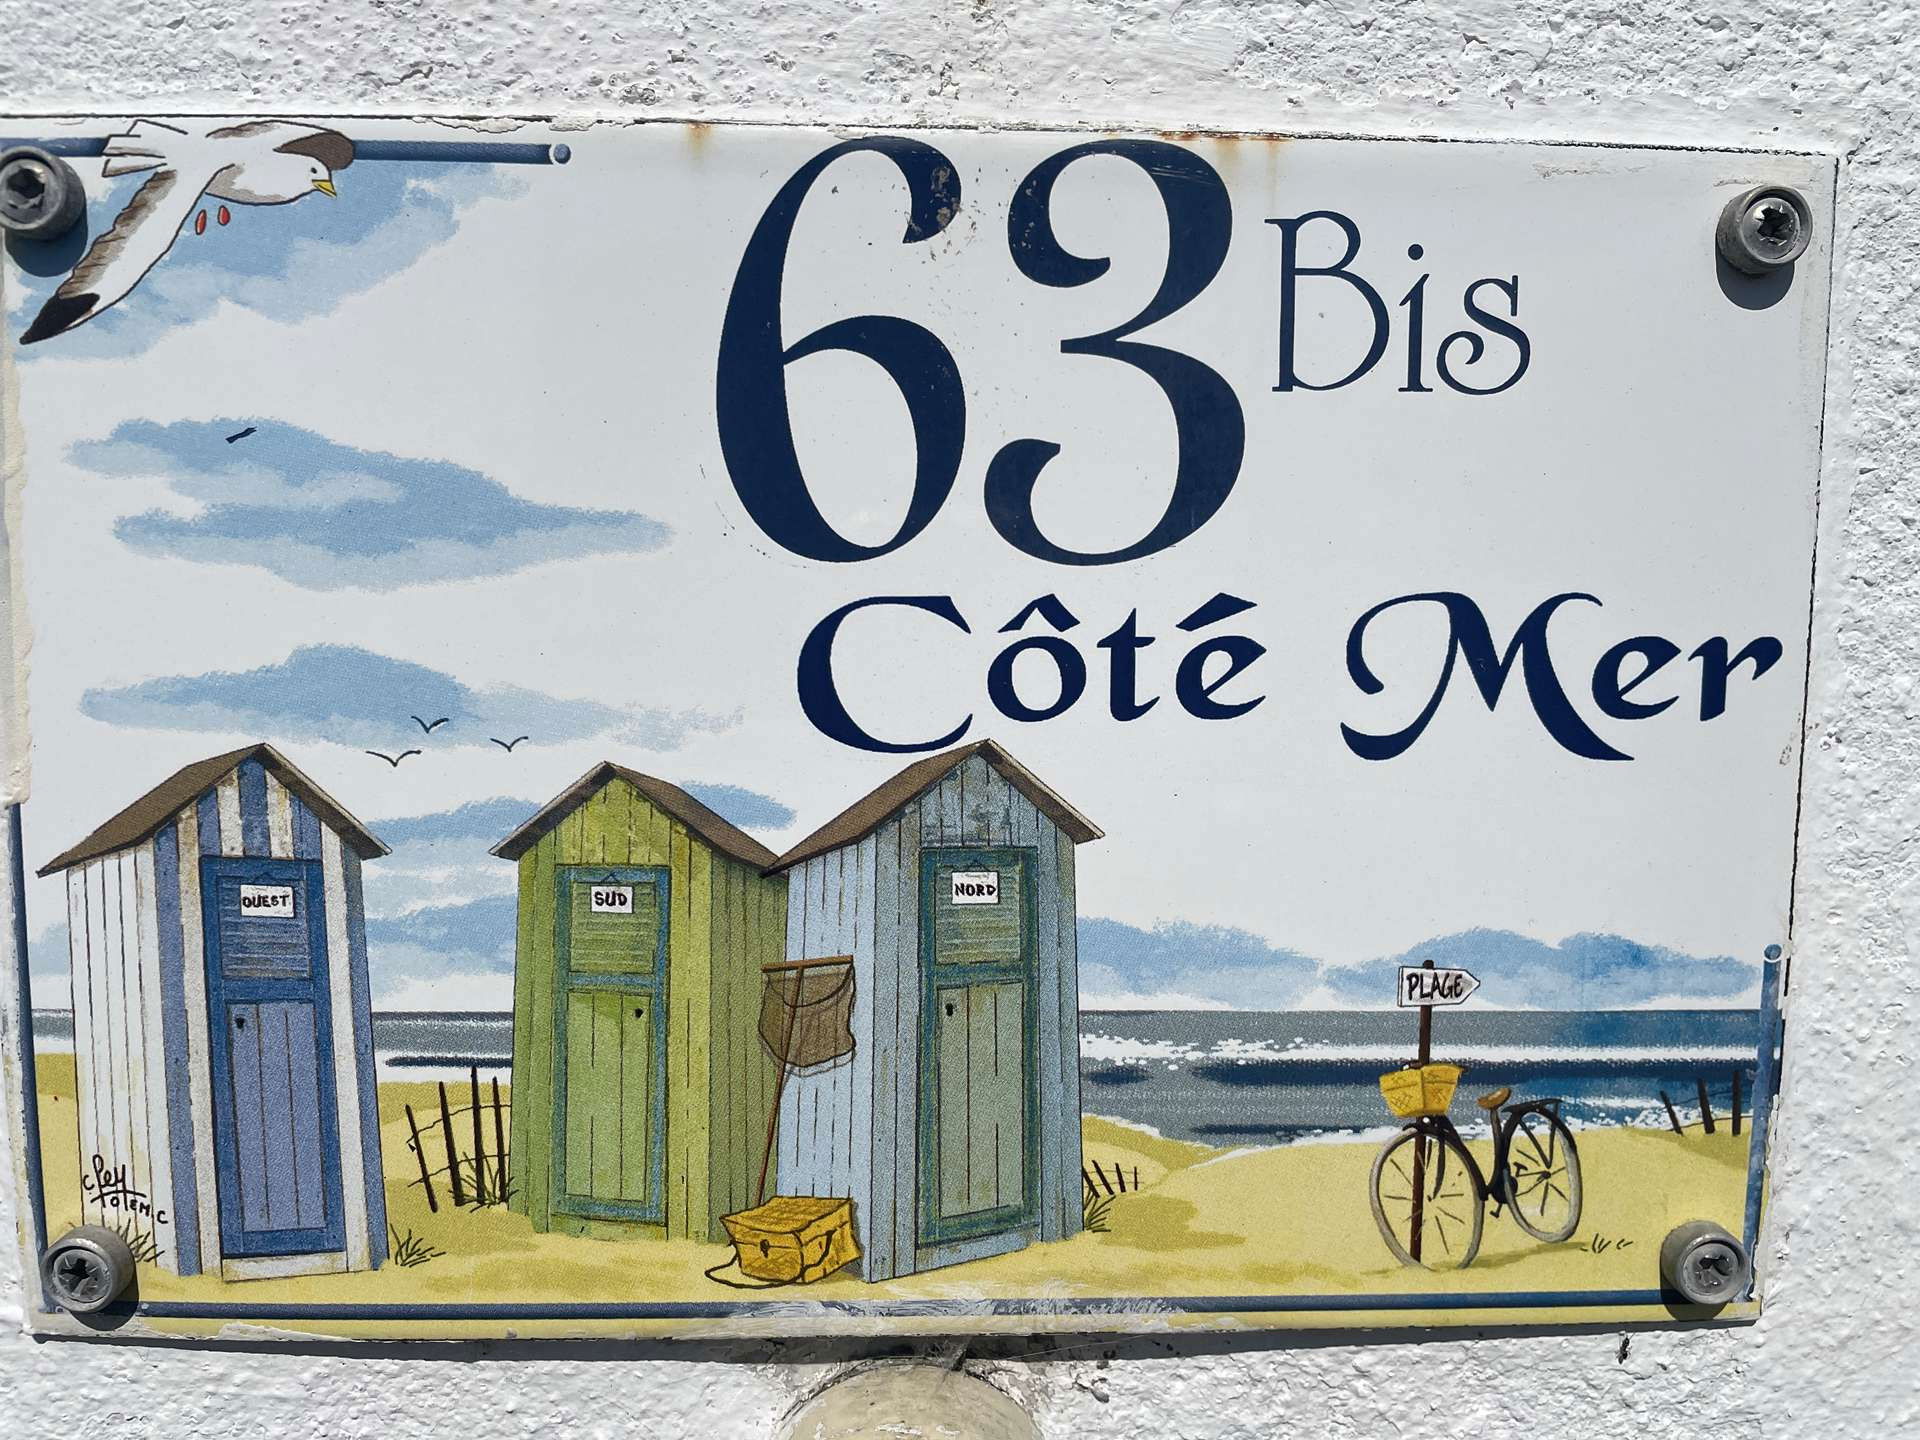 63 Bis
Côté Mer
OUEST
SUD
NORD
PLAGE